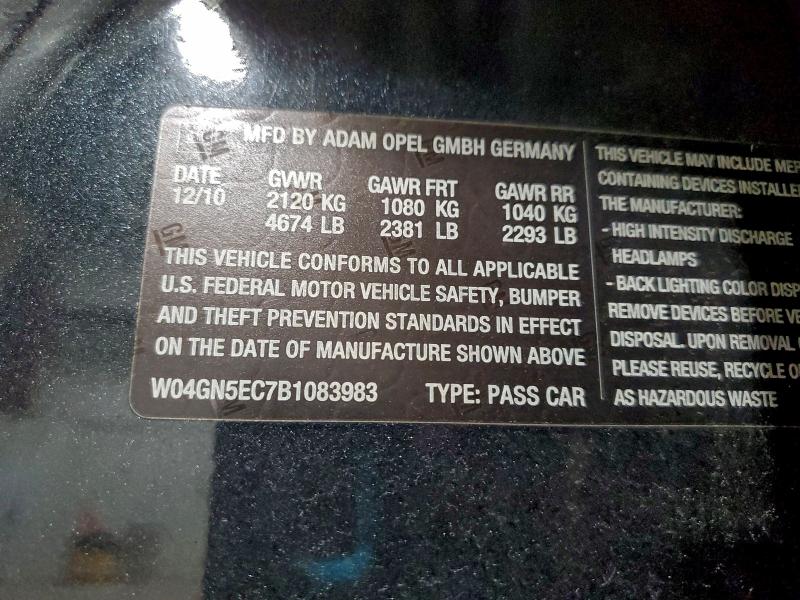 MFD BY ADAM OPEL GMBH GERMANY
DATE GVWR GAWR FRT GAWR RR
12/10 2120 KG 1080 KG 1040 KG
4674 LB 2381 LB 2293 LB
THIS VEHICLE CONFORMS TO ALL APPLICABLE
U.S. FEDERAL MOTOR VEHICLE SAFETY, BUMPER
AND THEFT PREVENTION STANDARDS IN EFFECT
ON THE DATE OF MANUFACTURE SHOWN ABOVE
W04GN5EC7B1083983 TYPE: PASS CAR
THIS VEHICLE MAY INCLUDE MER
CONTAINING DEVICES INSTALLE
THE MANUFACTURER:
- HIGH INTENSITY DISCHARGE
HEADLAMPS
- BACK LIGHTING COLOR DISP
REMOVE DEVICES BEFORE VE
DISPOSAL. UPON REMOVAL
PLEASE REUSE, RECYCLE O
AS HAZARDOUS WASTE